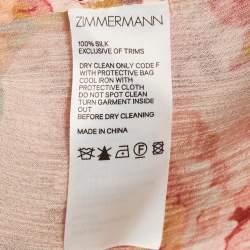 ZIMMERMANN
100% SILK
EXCLUSIVE OF TRIMS
DRY CLEAN ONLY CODE F
WITH PROTECTIVE BAG
COOL IRON WITH
PROTECTIVE CLOTH
DO NOT SPOT CLEAN
TURN GARMENT INSIDE OUT
BEFORE DRY CLEANING
MADE IN CHINA